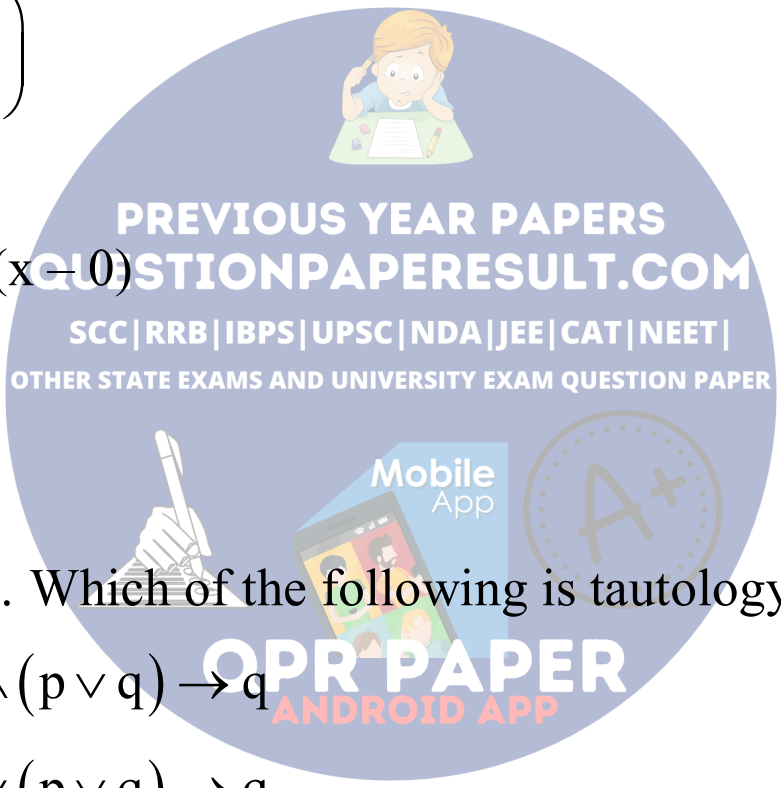 )
PREVIOUS YEAR PAPERS
(x – 0)
QUESTIONPAPERESULT.COM
SCC|RRB|IBPS|UPSC|NDA|JEE|CAT|NEET|
OTHER STATE EXAMS AND UNIVERSITY EXAM QUESTION PAPER
A+
Mobile
App
. Which of the following is tautology
QPR PAPER
∧ (p ∨ q) → q
ANDROID APP
(p ∨ q) → q